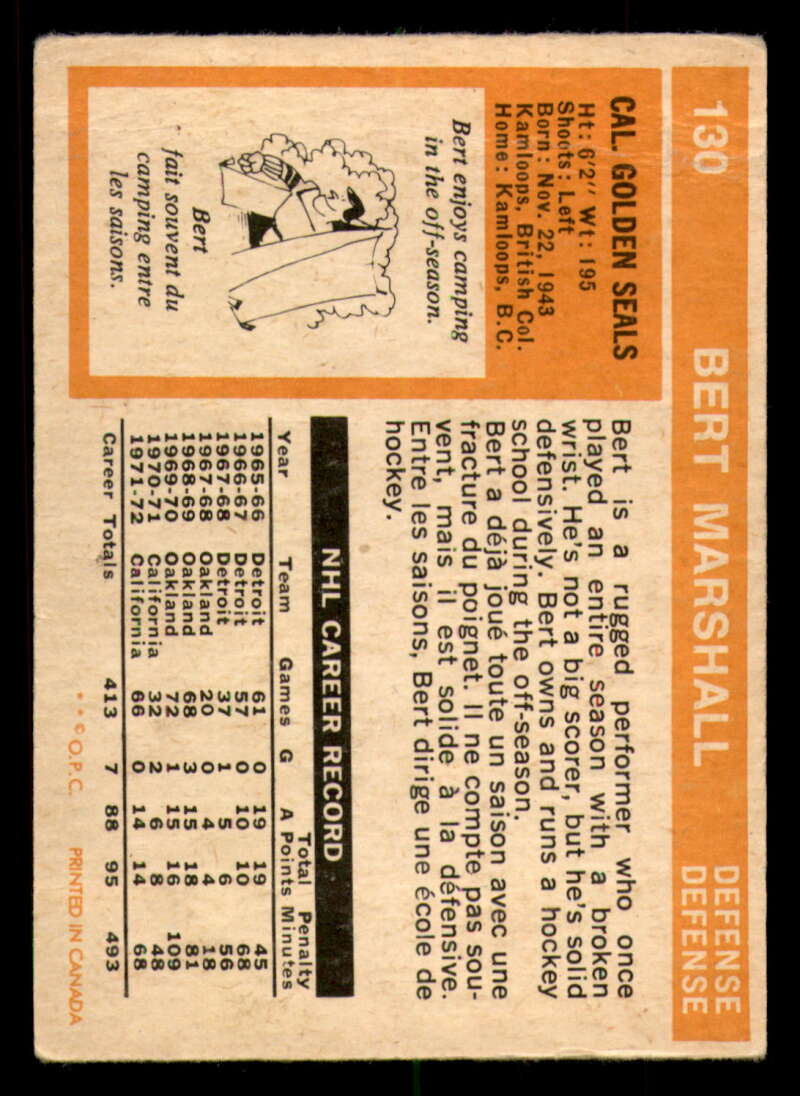 130 BERT MARSHALL DEFENSE
DEFENSE
CAL. GOLDEN SEALS
Ht: 6'2" Wt: 195
Shoots: Left
Born: Nov. 22, 1943
Kamloops, British Col.
Home: Kamloops, B.C.
Bert enjoys camping
in the off-season.
Bert
fait souvent du
camping entre
les saisons.
Bert is a rugged performer who once
played an entire season with a broken
wrist. He's not a big scorer, but he's solid
defensively. Bert owns and runs a hockey
school during the off-season.
Bert a déjà joué toute un saison avec une
fracture du poignet. Il ne compte pas sou-
vent, mais il est solide à la défensive.
Entre les saisons, Bert dirige une école de
hockey.
NHL CAREER RECORD
Total Penalty
Year Team Games G A Points Minutes
1965-66 Detroit 61 0 19 19 45
1966-67 Detroit 57 0 10 10 68
1967-68 Detroit 37 1 5 6 56
1967-68 Oakland 20 0 4 4 18
1968-69 Oakland 68 3 15 18 81
1969-70 Oakland 72 1 15 16 109
1970-71 California 32 2 6 8 48
1971-72 California 66 0 14 14 68
Career Totals 413 7 88 95 493
* * © O.P.C. PRINTED IN CANADA